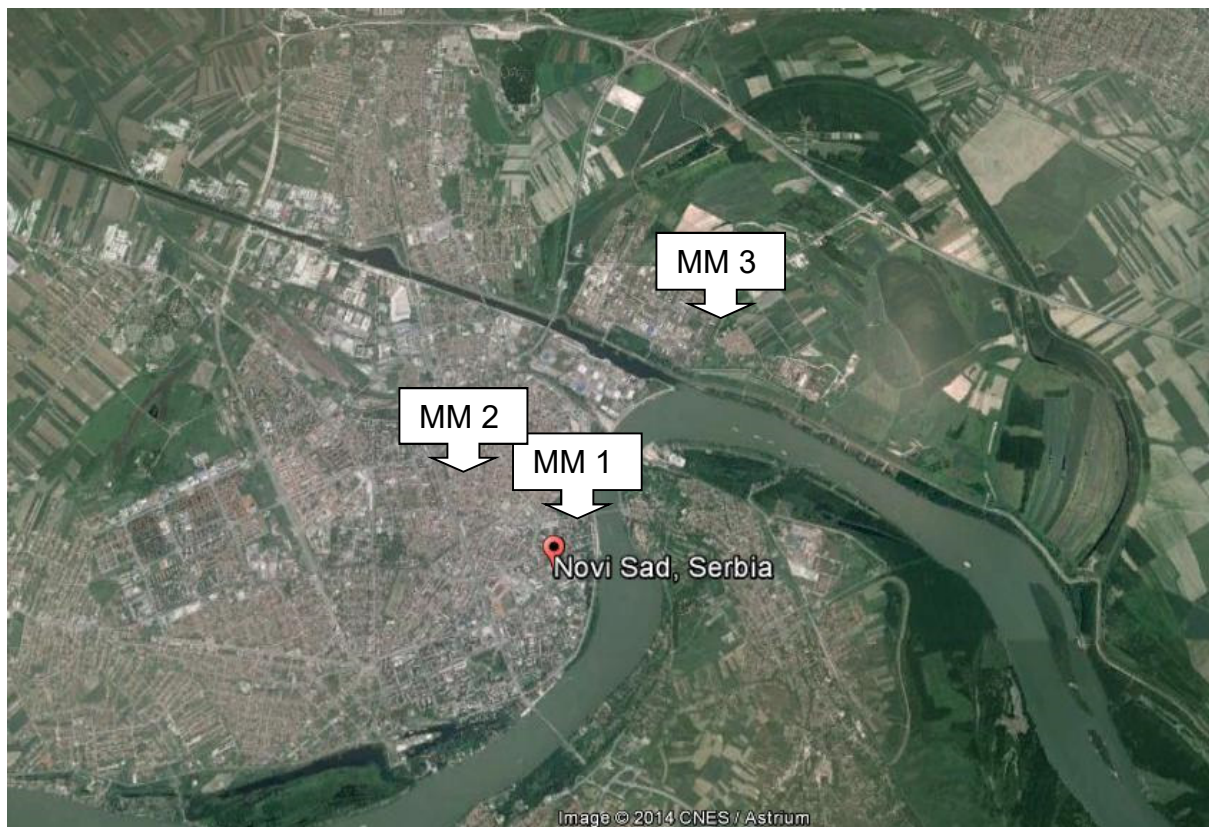 MM 3
MM 2
MM 1
Novi Sad, Serbia
Image © 2014 CNES / Astrium